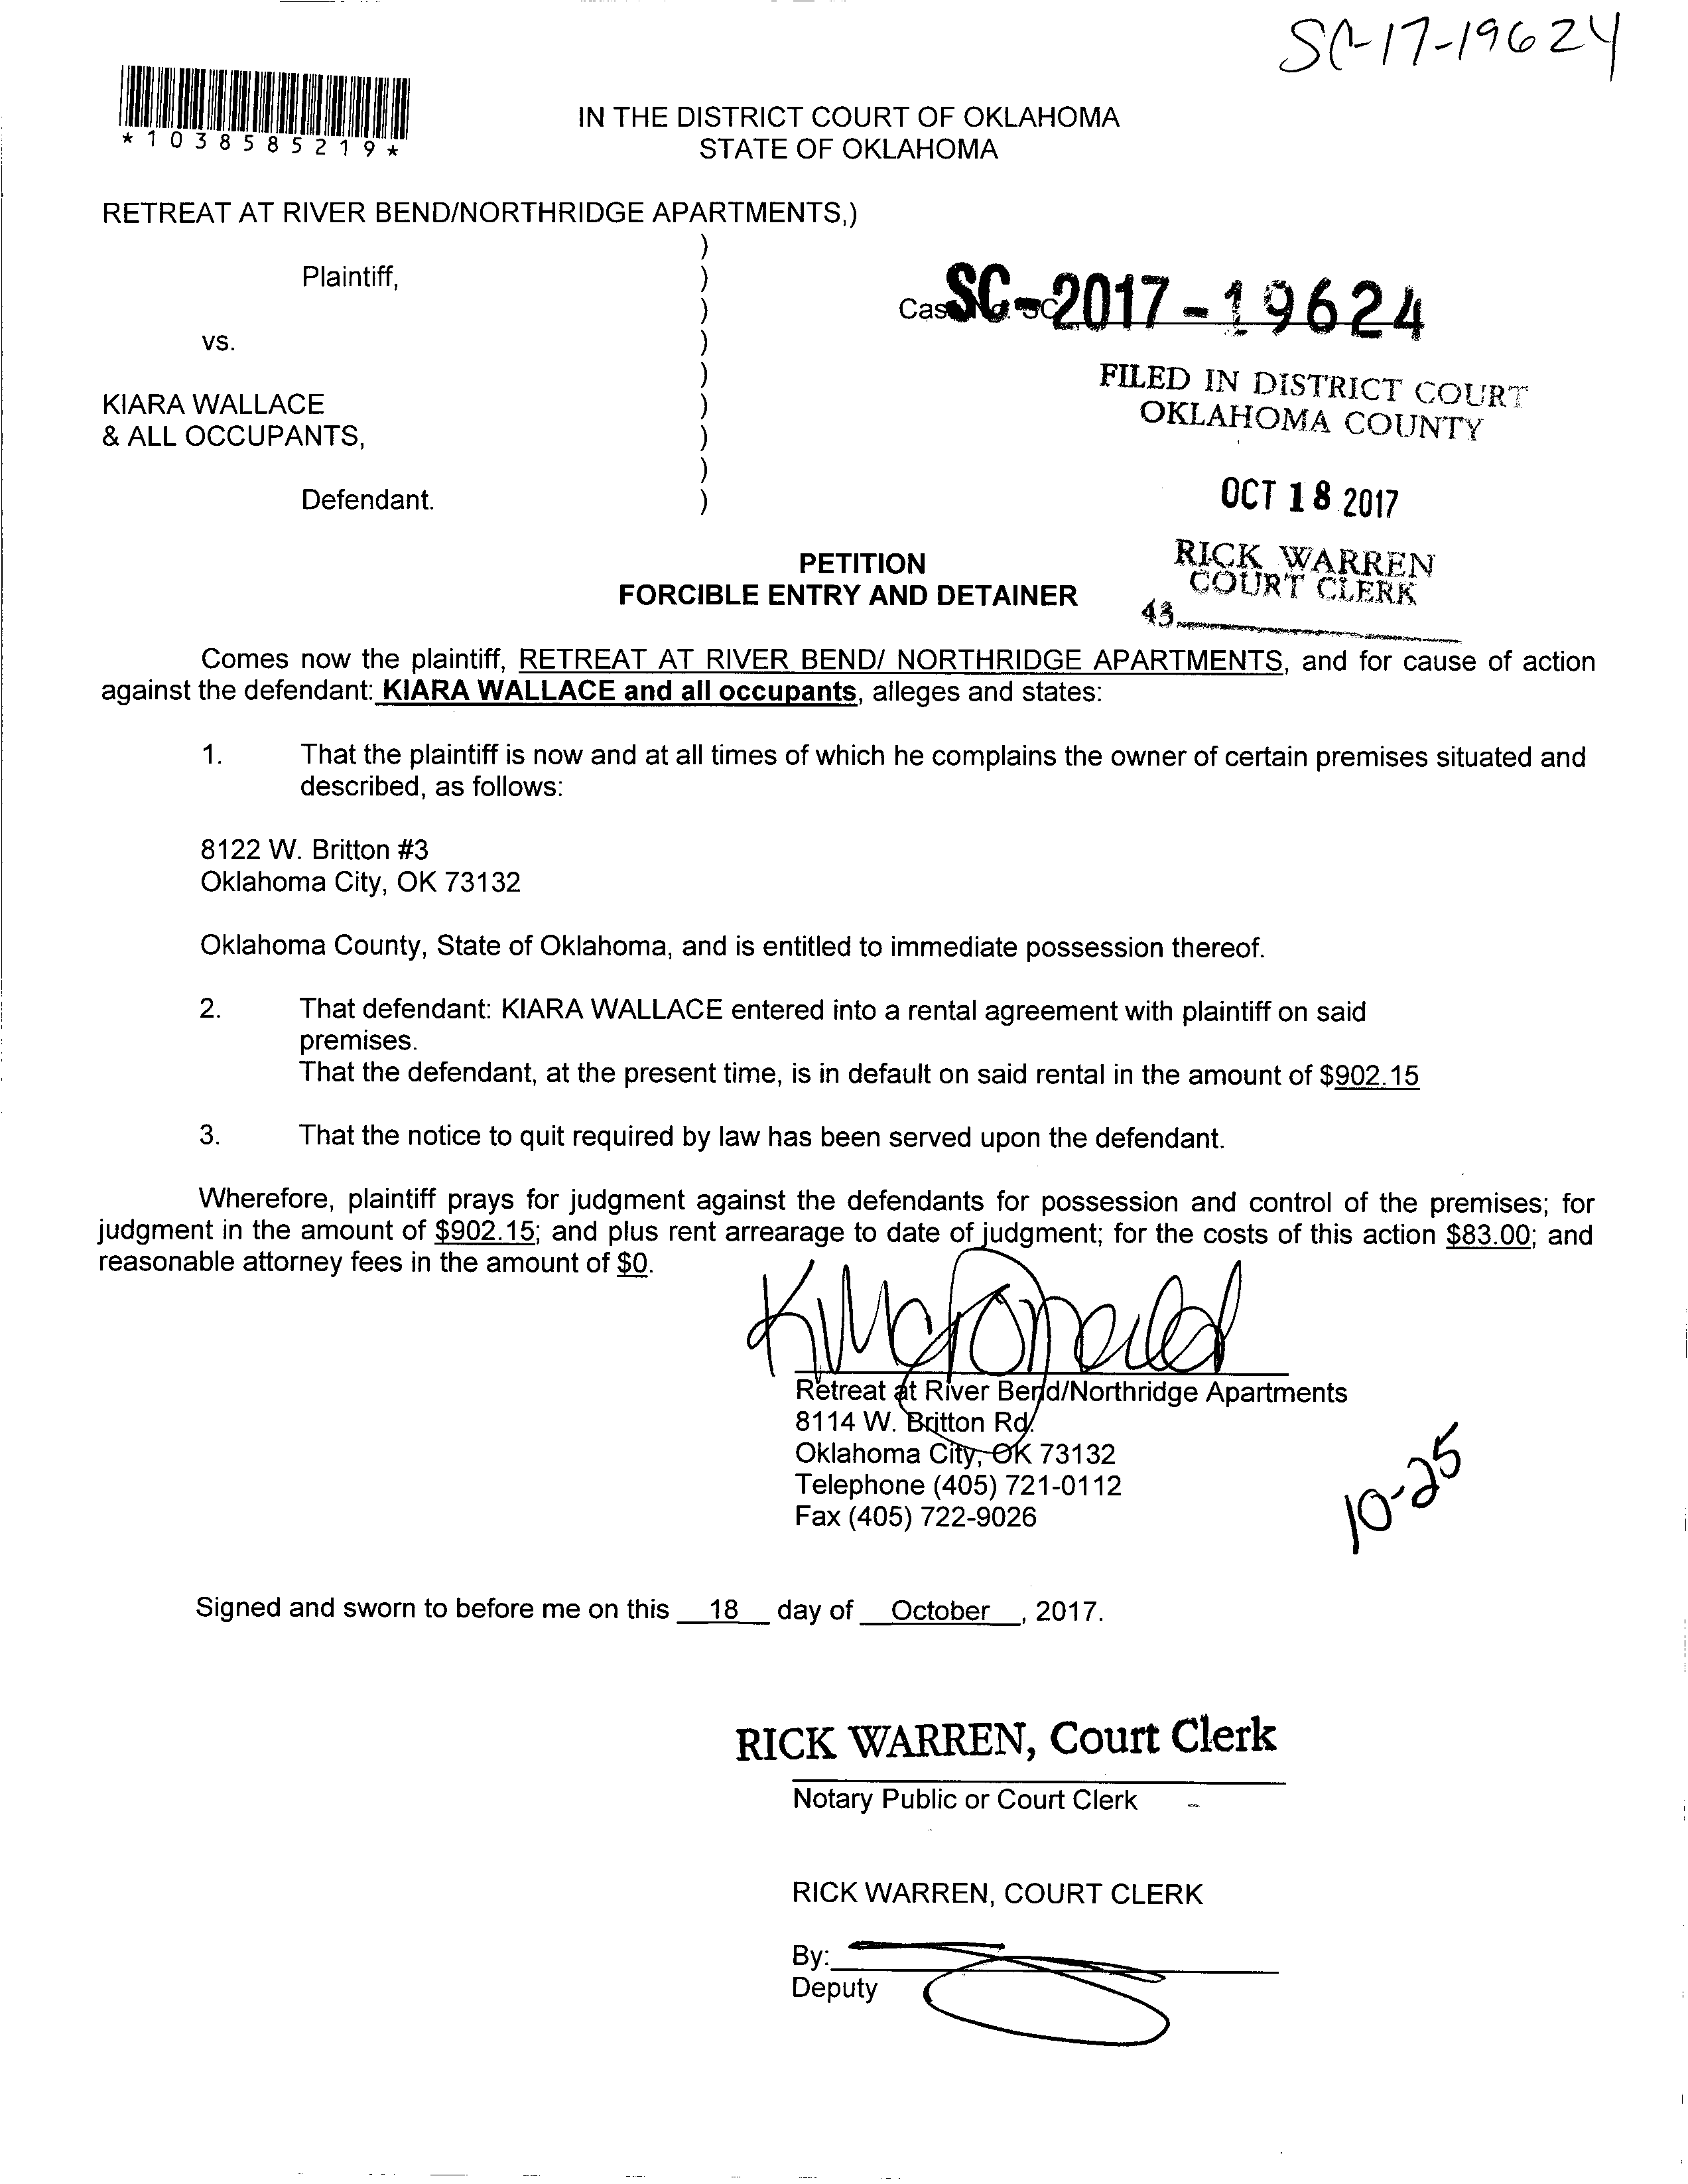 SC-17-19624
*1038585219*
IN THE DISTRICT COURT OF OKLAHOMA
STATE OF OKLAHOMA
RETREAT AT RIVER BEND/NORTHRIDGE APARTMENTS,)
)
Plaintiff, )
) Cas SC-2017-19624
vs. )
)
KIARA WALLACE )
& ALL OCCUPANTS, )
)
Defendant. )
FILED IN DISTRICT COURT
OKLAHOMA COUNTY
OCT 18 2017
RICK WARREN
COURT CLERK
43
PETITION
FORCIBLE ENTRY AND DETAINER
Comes now the plaintiff, RETREAT AT RIVER BEND/ NORTHRIDGE APARTMENTS, and for cause of action
against the defendant: KIARA WALLACE and all occupants, alleges and states:
1. That the plaintiff is now and at all times of which he complains the owner of certain premises situated and
described, as follows:
8122 W. Britton #3
Oklahoma City, OK 73132
Oklahoma County, State of Oklahoma, and is entitled to immediate possession thereof.
2. That defendant: KIARA WALLACE entered into a rental agreement with plaintiff on said
premises.
That the defendant, at the present time, is in default on said rental in the amount of $902.15
3. That the notice to quit required by law has been served upon the defendant.
Wherefore, plaintiff prays for judgment against the defendants for possession and control of the premises; for
judgment in the amount of $902.15; and plus rent arrearage to date of judgment; for the costs of this action $83.00; and
reasonable attorney fees in the amount of $0.
K McDonald
Retreat at River Bend/Northridge Apartments
8114 W. Britton Rd.
Oklahoma City, OK 73132
Telephone (405) 721-0112
Fax (405) 722-9026
10-25
Signed and sworn to before me on this 18 day of October, 2017.
RICK WARREN, Court Clerk
Notary Public or Court Clerk
RICK WARREN, COURT CLERK
By:
Deputy